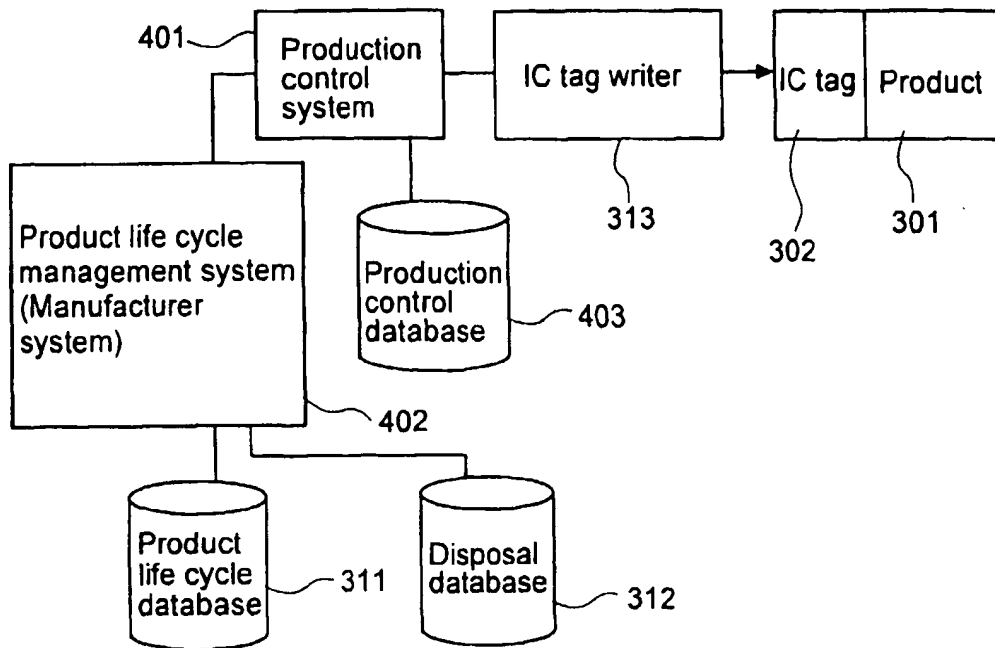 401
Production
control
system
IC tag writer
IC tag
Product
313
302
301
Product life cycle
management system
(Manufacturer
system)
Production
control
database
403
402
Product
life cycle
database
311
Disposal
database
312